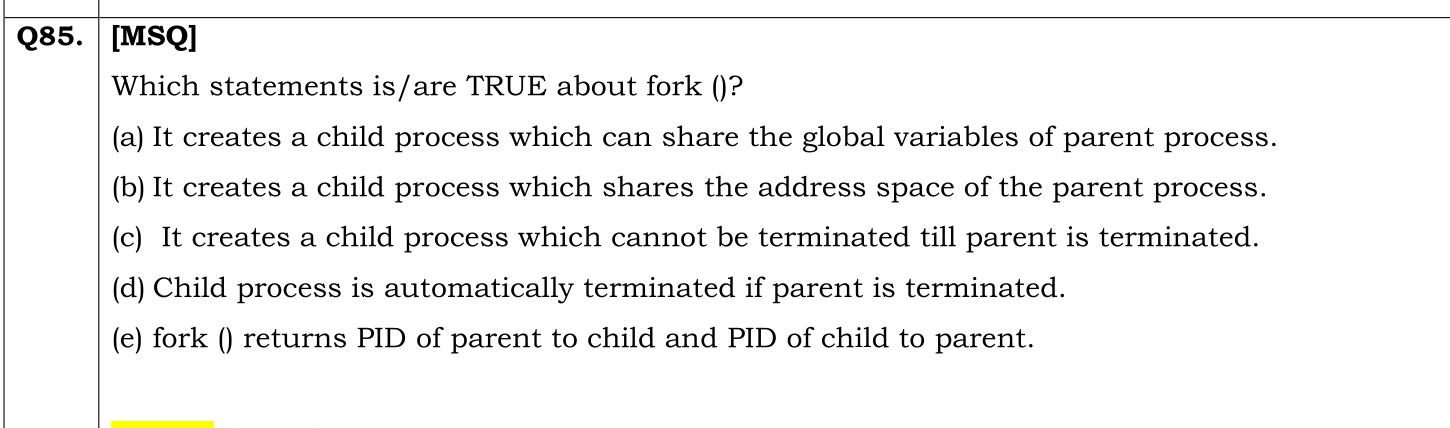 Q85. [MSQ]
Which statements is/are TRUE about fork ()?
(a) It creates a child process which can share the global variables of parent process.
(b) It creates a child process which shares the address space of the parent process.
(c) It creates a child process which cannot be terminated till parent is terminated.
(d) Child process is automatically terminated if parent is terminated.
(e) fork () returns PID of parent to child and PID of child to parent.